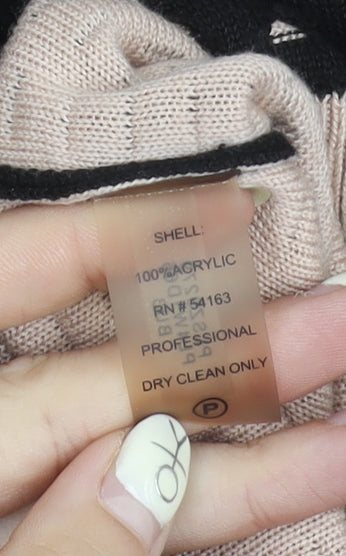 SHELL:
100% ACRYLIC
RN # 54163
PROFESSIONAL
DRY CLEAN ONLY
P